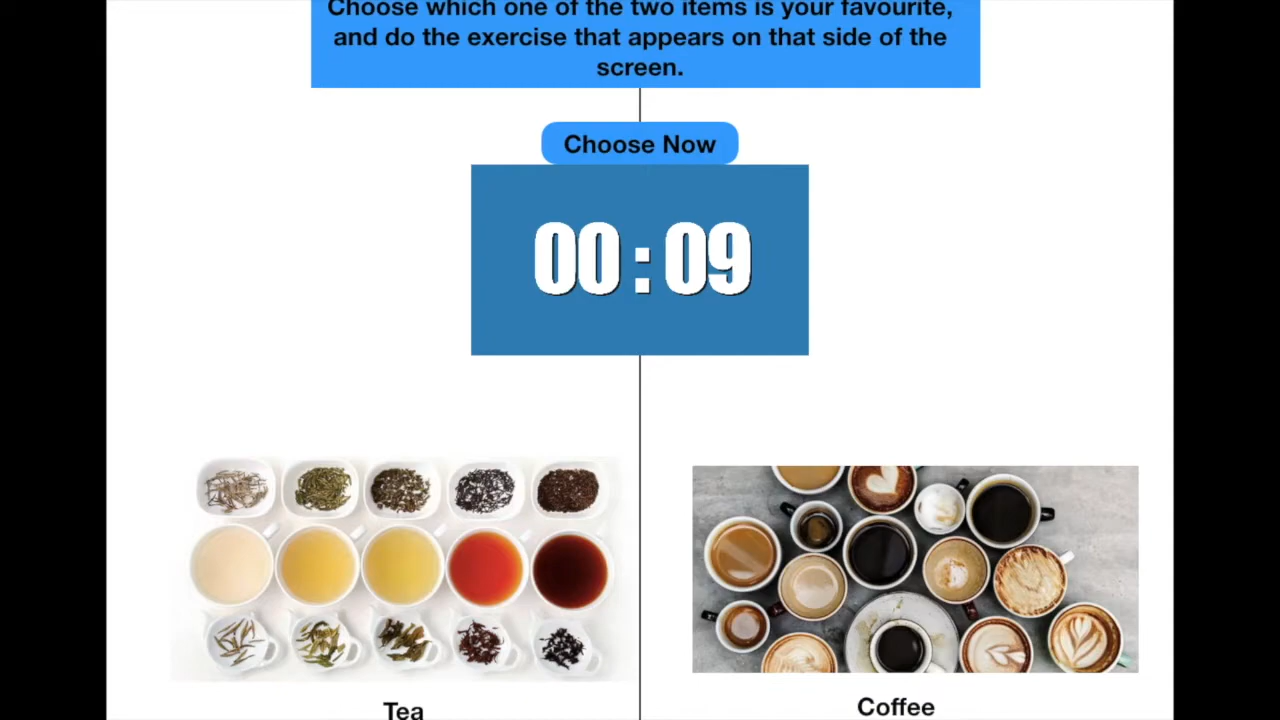 Choose which one of the two items is your favourite,
and do the exercise that appears on that side of the
screen.
Choose Now
00:09
Tea
Coffee